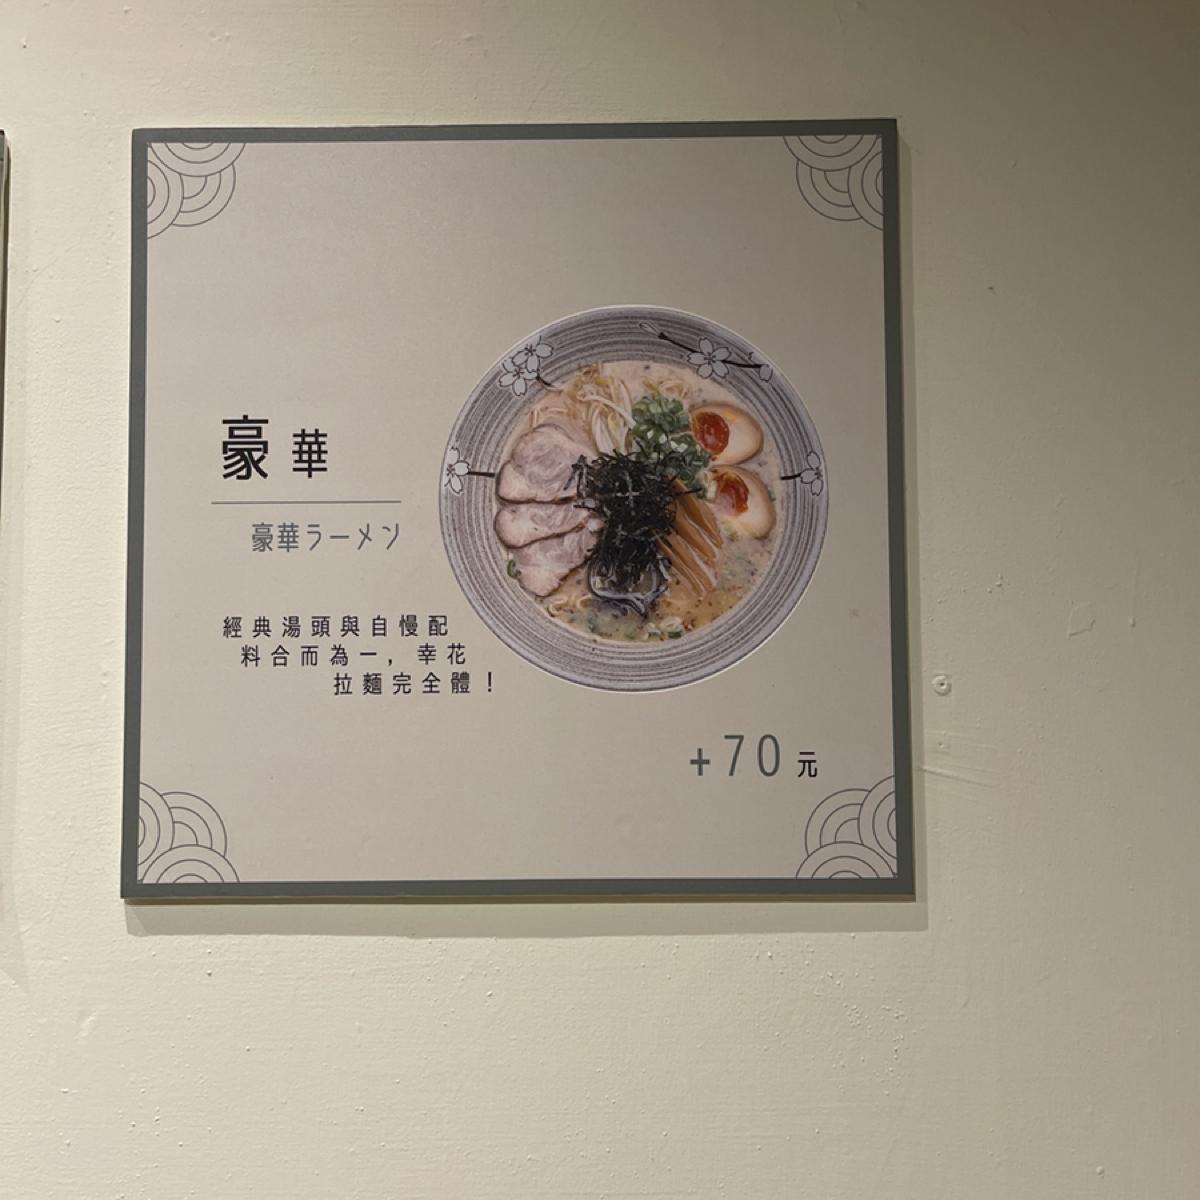 豪華
豪華ラーメン
經典湯頭與自慢配
料合而為一，幸花
拉麵完全體！
+70元